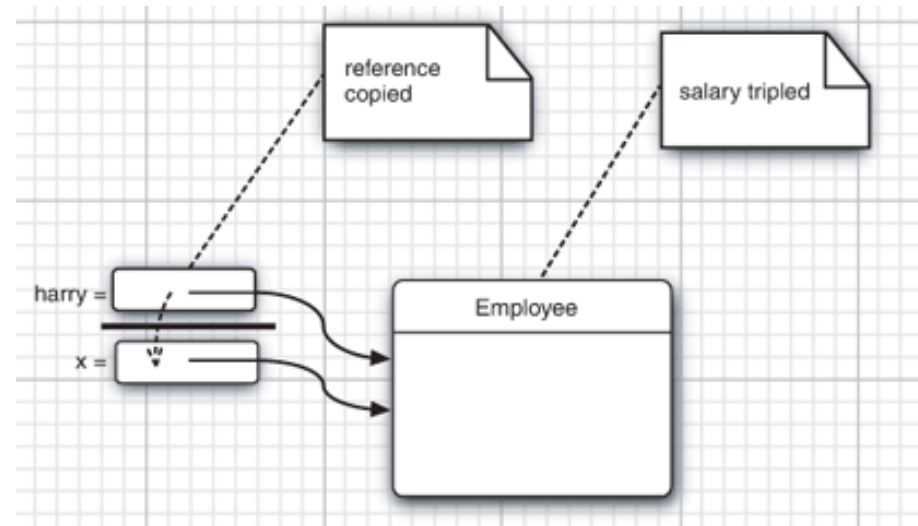 reference
copied
salary tripled
harry =
Employee
x =